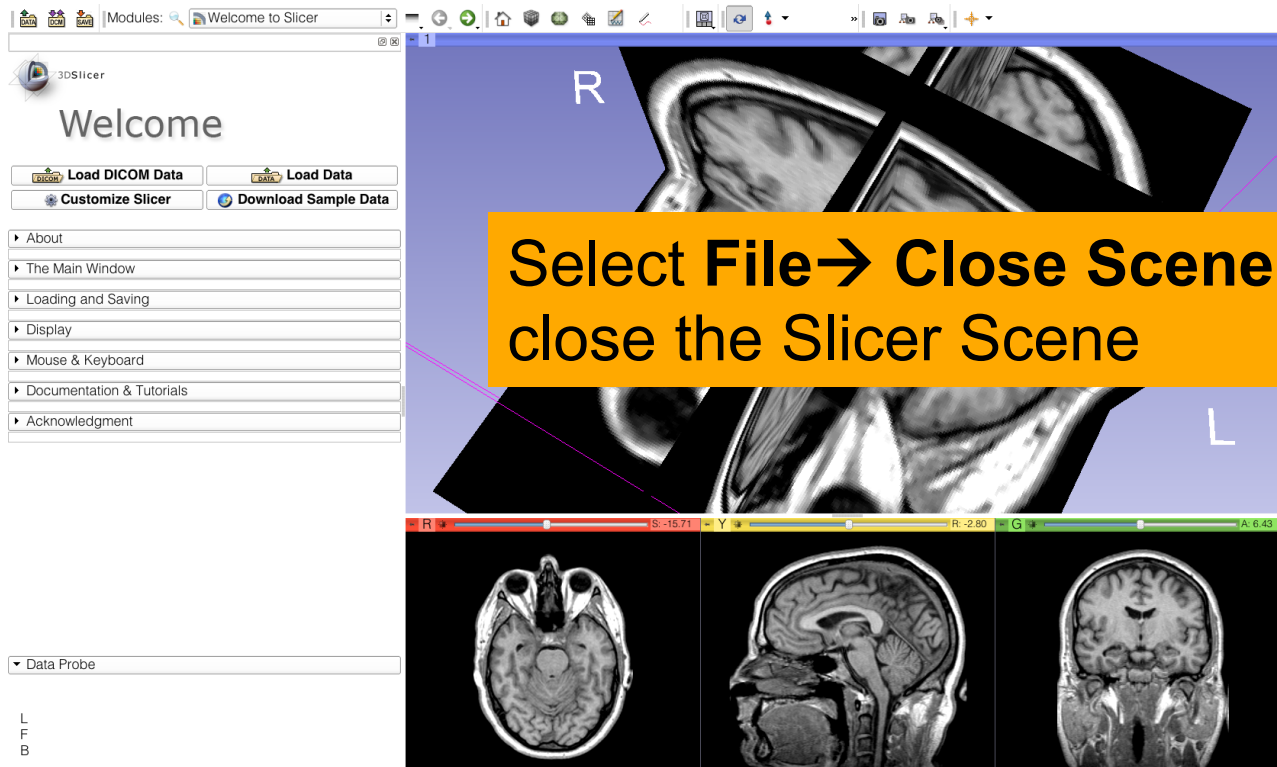 DATA DCM SAVE Modules: Welcome to Slicer
1
3DSlicer
Welcome
DICOM Load DICOM Data DATA Load Data
Customize Slicer Download Sample Data
About
The Main Window
Loading and Saving
Display
Mouse & Keyboard
Documentation & Tutorials
Acknowledgment
R
Select File→ Close Scene
close the Slicer Scene
L
R S: -15.71 Y R: -2.80 G A: 6.43
Data Probe
L
F
B